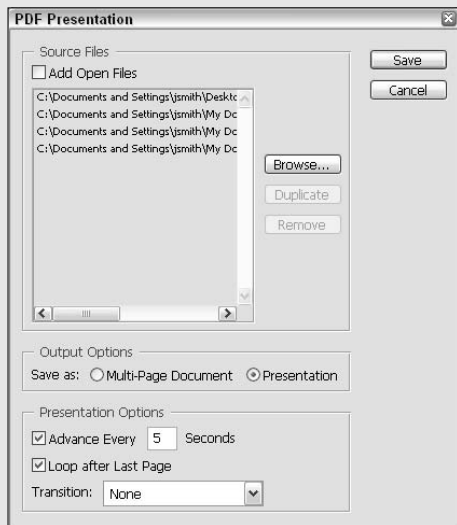 PDF Presentation
Source Files
Add Open Files
C:\Documents and Settings\jsmith\Deskto
C:\Documents and Settings\jsmith\My Do
C:\Documents and Settings\jsmith\My Do
C:\Documents and Settings\jsmith\My Do
Browse...
Duplicate
Remove
Save
Cancel
Output Options
Save as: Multi-Page Document Presentation
Presentation Options
Advance Every 5 Seconds
Loop after Last Page
Transition: None